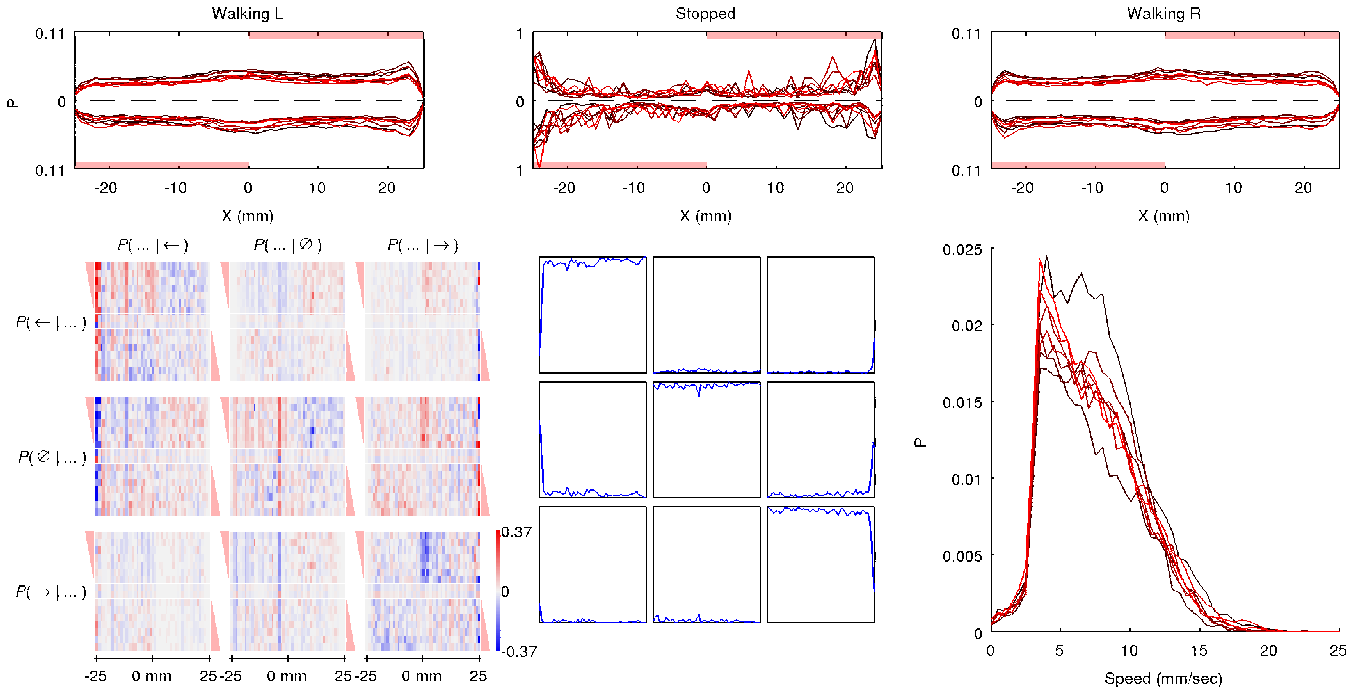 Walking L
Stopped
Walking R
0.11
1
0.11
P
0
0
0
0.11
1
0.11
-20 -10 0 10 20
-20 -10 0 10 20
-20 -10 0 10 20
X (mm)
X (mm)
X (mm)
P( ... | ← )
P( ... | ∅ )
P( ... | → )
P( ← | ... )
P( ∅ | ... )
P( → | ... )
0.37
0
-0.37
-25 0 mm 25
-25 0 mm 25
-25 0 mm 25
0.025
0.02
0.015
P
0.01
0.005
0
0 5 10 15 20 25
Speed (mm/sec)